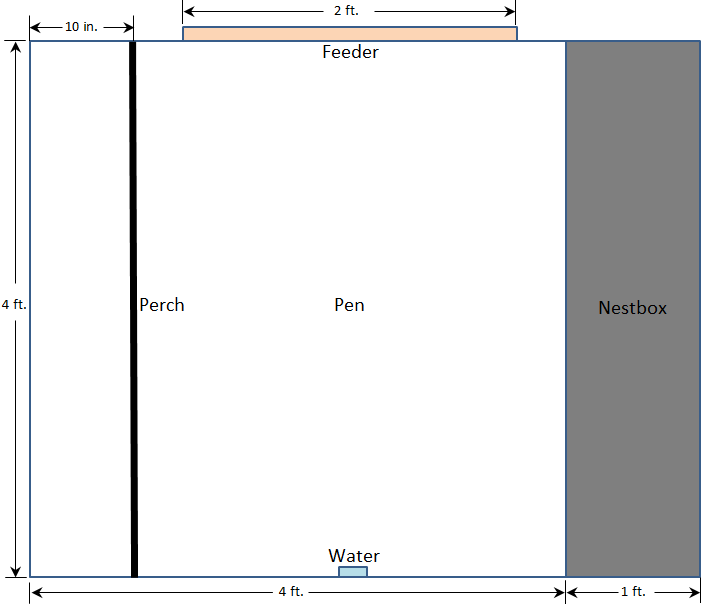 2 ft.
10 in.
Feeder
4 ft.
Perch
Pen
Nestbox
Water
4 ft.
1 ft.